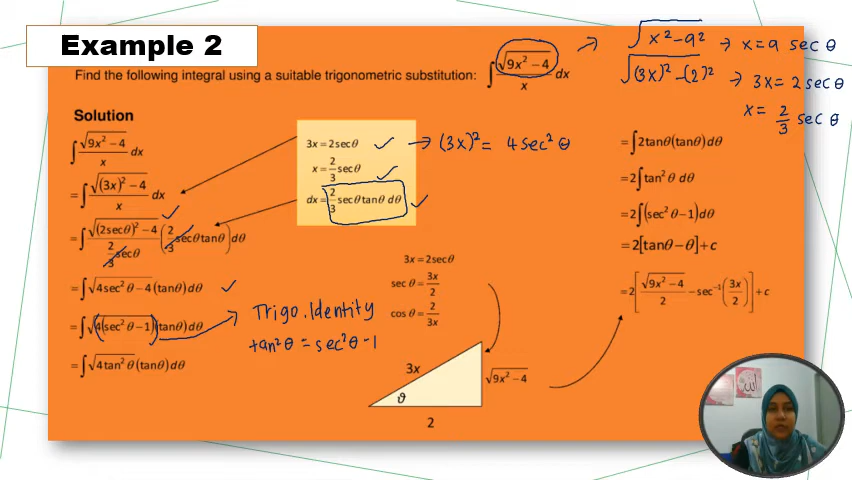 Example 2
Find the following integral using a suitable trigonometric substitution: ∫ √(9x² − 4) / x dx
√(x² − a²) → x = a sec θ
√((3x)² − (2)²) → 3x = 2 sec θ
x = 2/3 sec θ
Solution
∫ √(9x² − 4) / x dx
= ∫ √((3x)² − 4) / x dx
= ∫ √((2secθ)² − 4) / (2/3 secθ) (2/3 secθ tanθ) dθ
= ∫ √(4sec²θ − 4) (tanθ) dθ
= ∫ √(4(sec²θ − 1)) (tanθ) dθ
= ∫ √(4tan²θ) (tanθ) dθ
3x = 2secθ → (3x)² = 4 sec² θ
x = 2/3 secθ
dx = 2/3 secθ tanθ dθ
Trigo. Identity
tan²θ = sec²θ − 1
3x = 2secθ
secθ = 3x/2
cosθ = 2/3x
3x
√(9x² − 4)
ϑ
2
= ∫ 2tanθ(tanθ) dθ
= 2∫ tan²θ dθ
= 2∫ (sec²θ − 1) dθ
= 2[tanθ − θ] + c
= 2[√(9x² − 4)/2 − sec⁻¹(3x/2)] + c